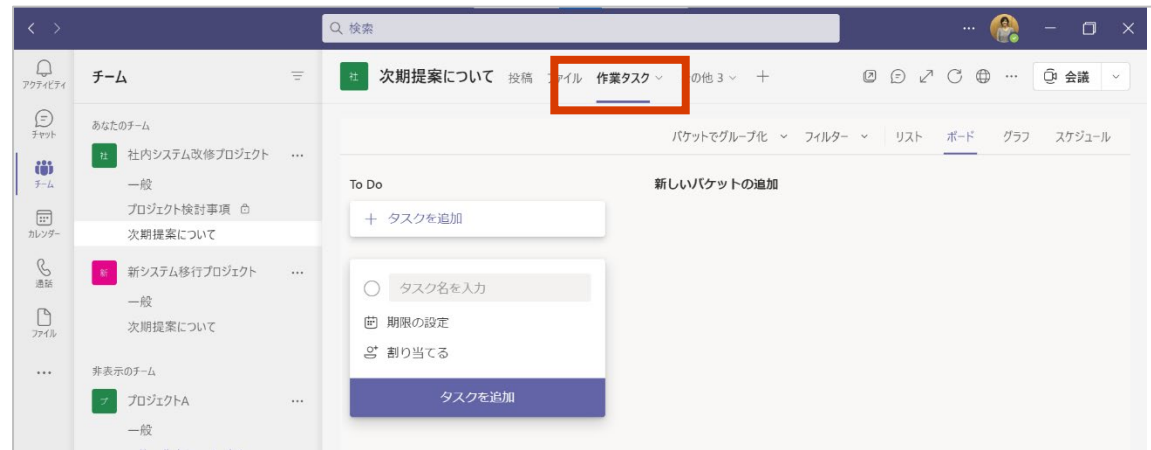 検索
アクティビティ
チャット
チーム
カレンダー
通話
ファイル
チーム
あなたのチーム
社 社内システム改修プロジェクト
一般
プロジェクト検討事項
次期提案について
新 新システム移行プロジェクト
一般
次期提案について
非表示のチーム
プ プロジェクトA
一般
社 次期提案について 投稿 ファイル 作業タスク の他 3 会議
バケットでグループ化 フィルター リスト ボード グラフ スケジュール
To Do 新しいバケットの追加
+ タスクを追加
タスク名を入力
期限の設定
割り当てる
タスクを追加